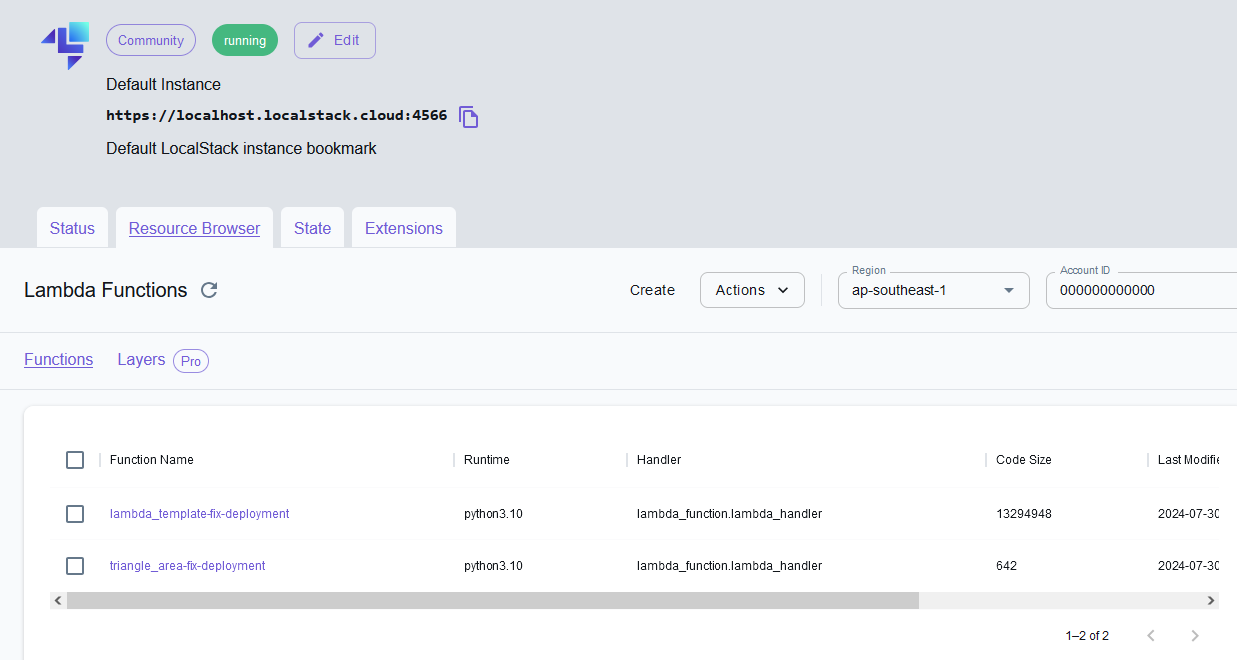 Community running Edit
Default Instance
https://localhost.localstack.cloud:4566
Default LocalStack instance bookmark
Status Resource Browser State Extensions
Lambda Functions Create Actions Region ap-southeast-1 Account ID 000000000000
Functions Layers Pro
Function Name Runtime Handler Code Size Last Modifie
lambda_template-fix-deployment python3.10 lambda_function.lambda_handler 13294948 2024-07-30
triangle_area-fix-deployment python3.10 lambda_function.lambda_handler 642 2024-07-30
1–2 of 2